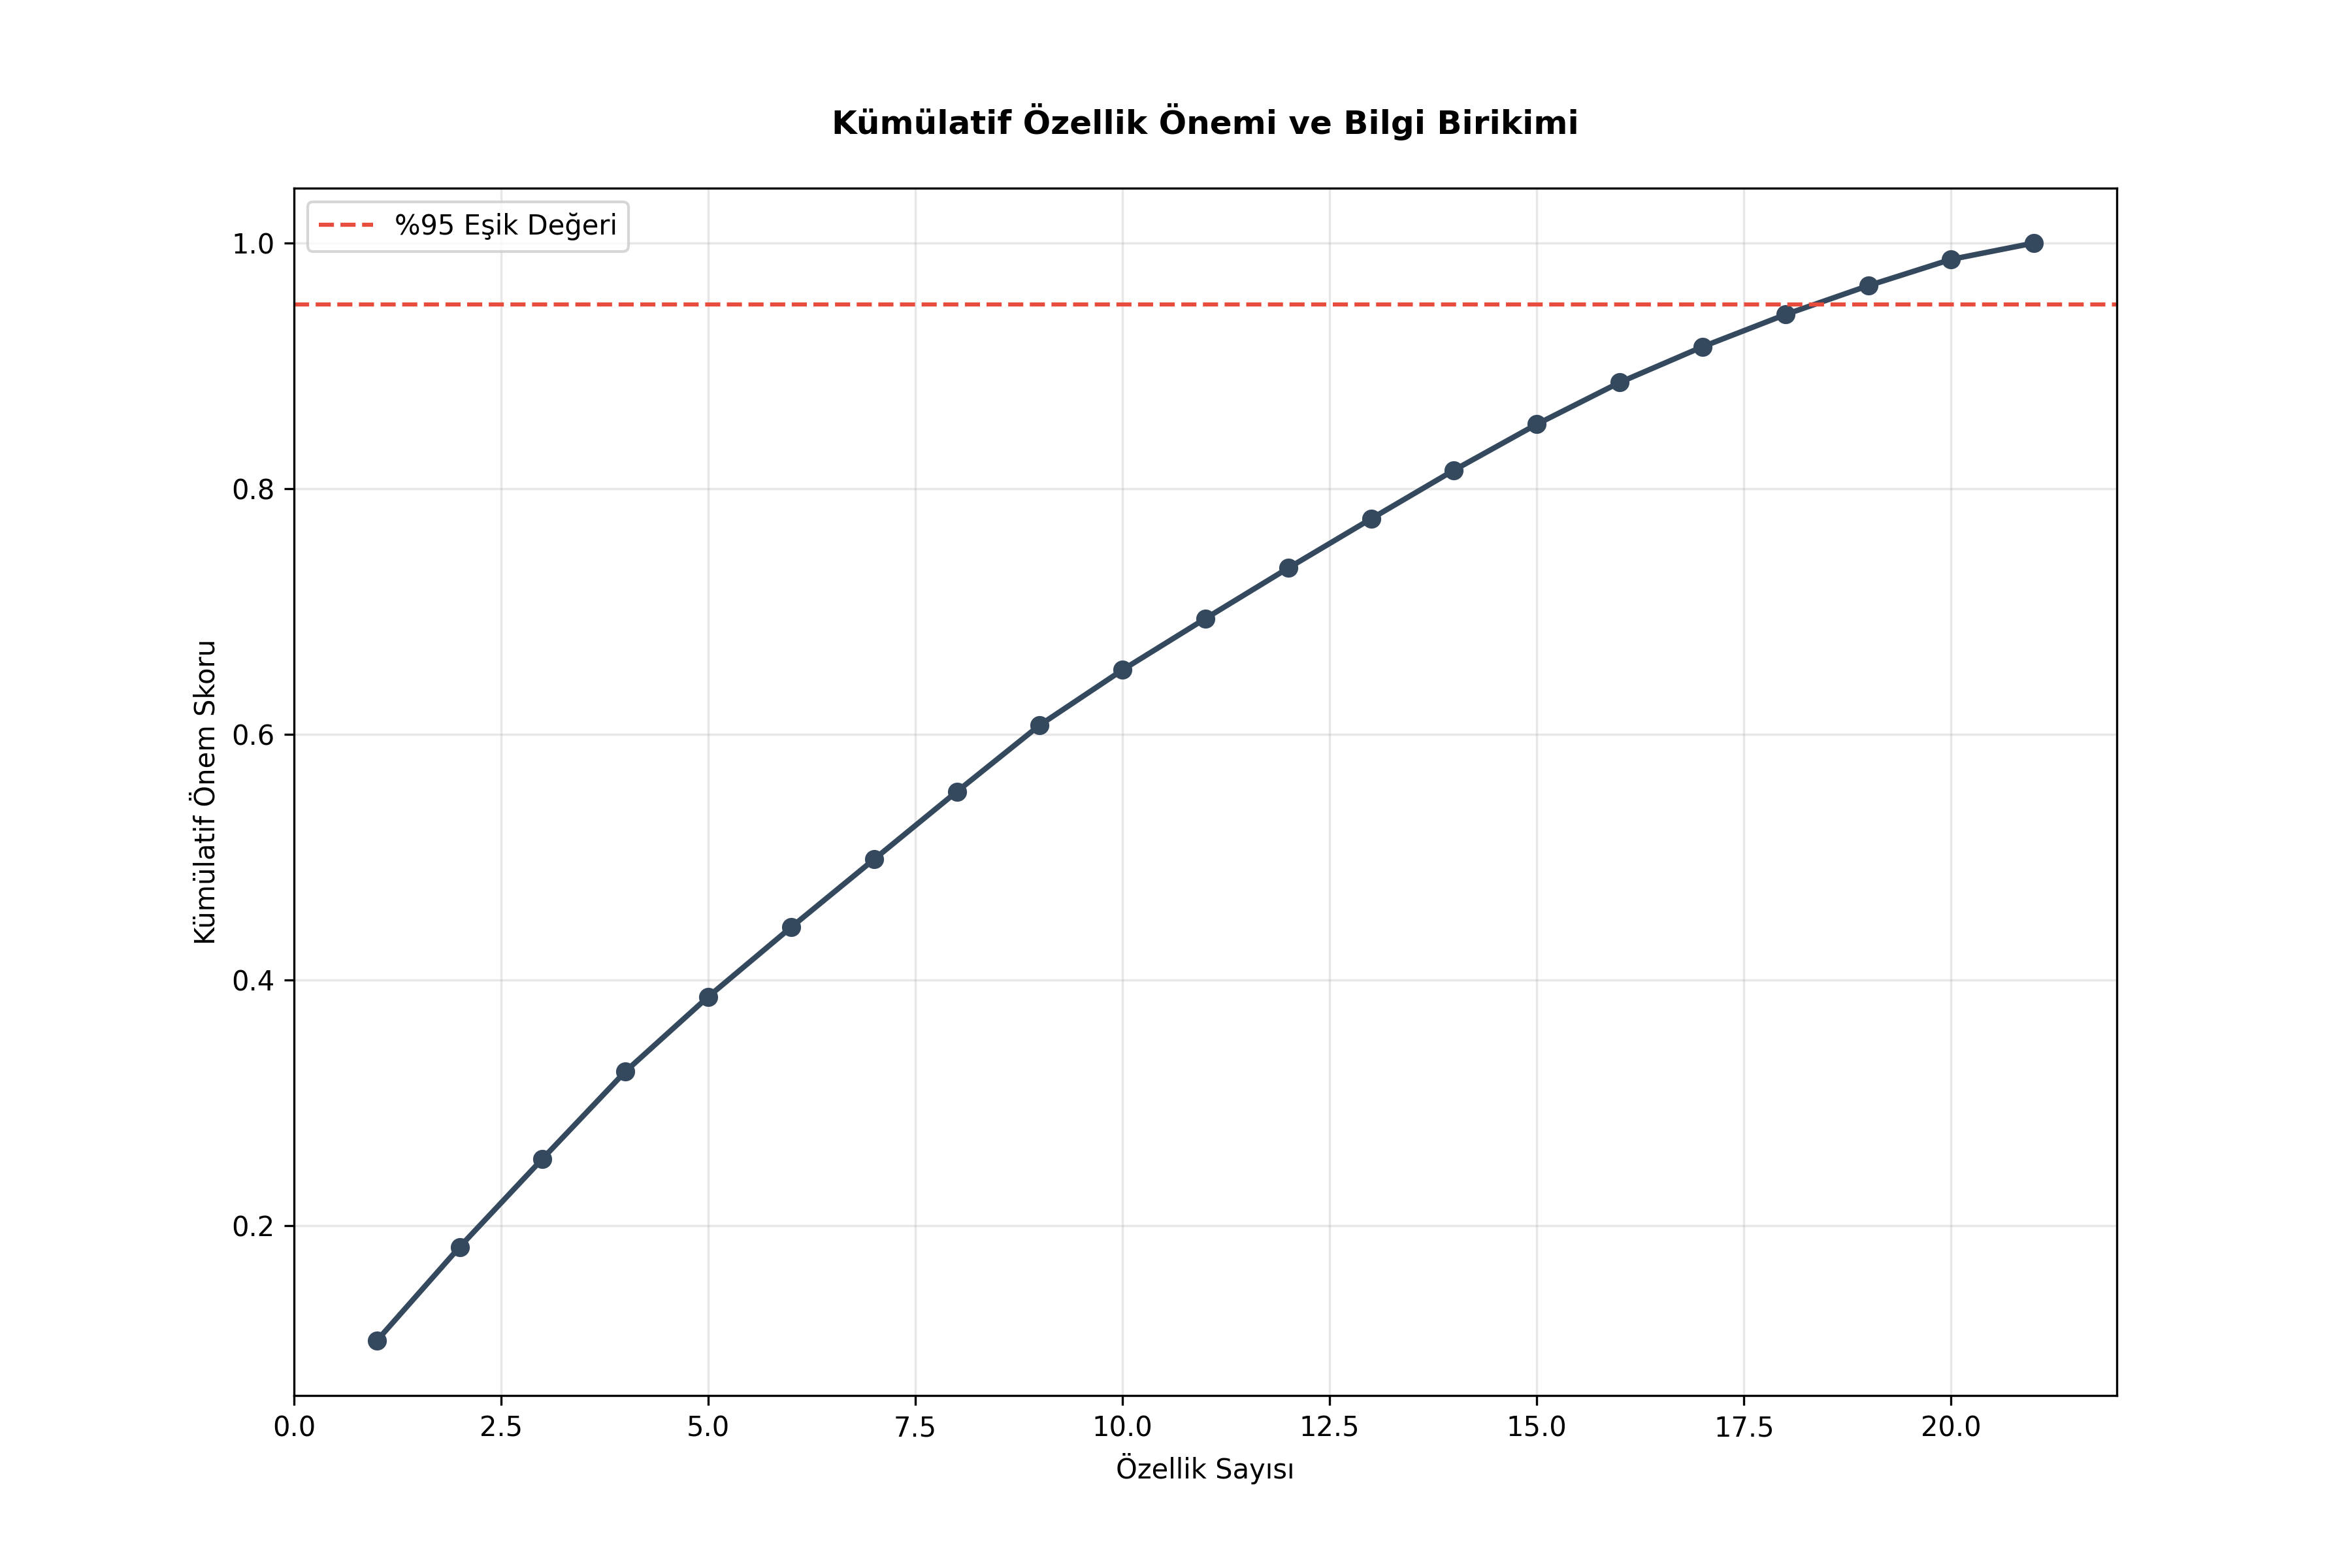 Kümülatif Özellik Önemi ve Bilgi Birikimi
%95 Eşik Değeri
1.0
0.8
0.6
0.4
0.2
Kümülatif Önem Skoru
0.0 2.5 5.0 7.5 10.0 12.5 15.0 17.5 20.0
Özellik Sayısı